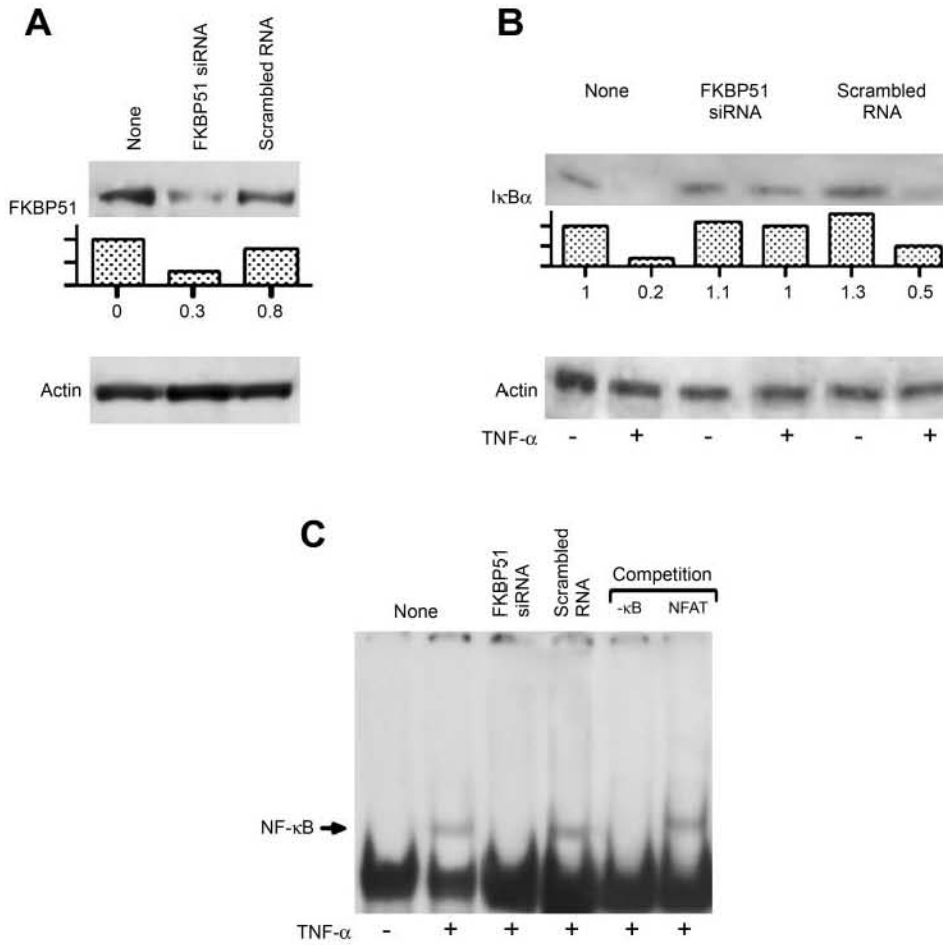 A
None
FKBP51 siRNA
Scrambled RNA
FKBP51
0 0.3 0.8
Actin
B
None
FKBP51
siRNA
Scrambled
RNA
IκBα
1 0.2 1.1 1 1.3 0.5
Actin
TNF-α - + - + - +
C
None
FKBP51
siRNA
Scrambled
RNA
Competition
-κB NFAT
NF-κB
TNF-α - + + + + +